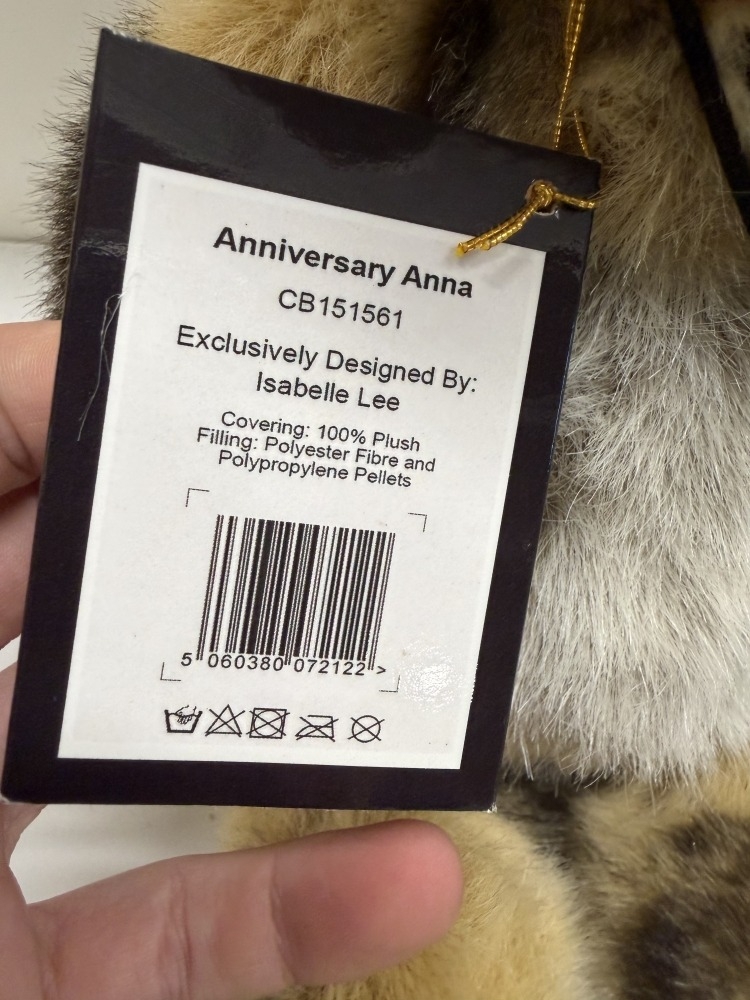 Anniversary Anna
CB151561
Exclusively Designed By:
Isabelle Lee
Covering: 100% Plush
Filling: Polyester Fibre and
Polypropylene Pellets
5 060380 072122 >